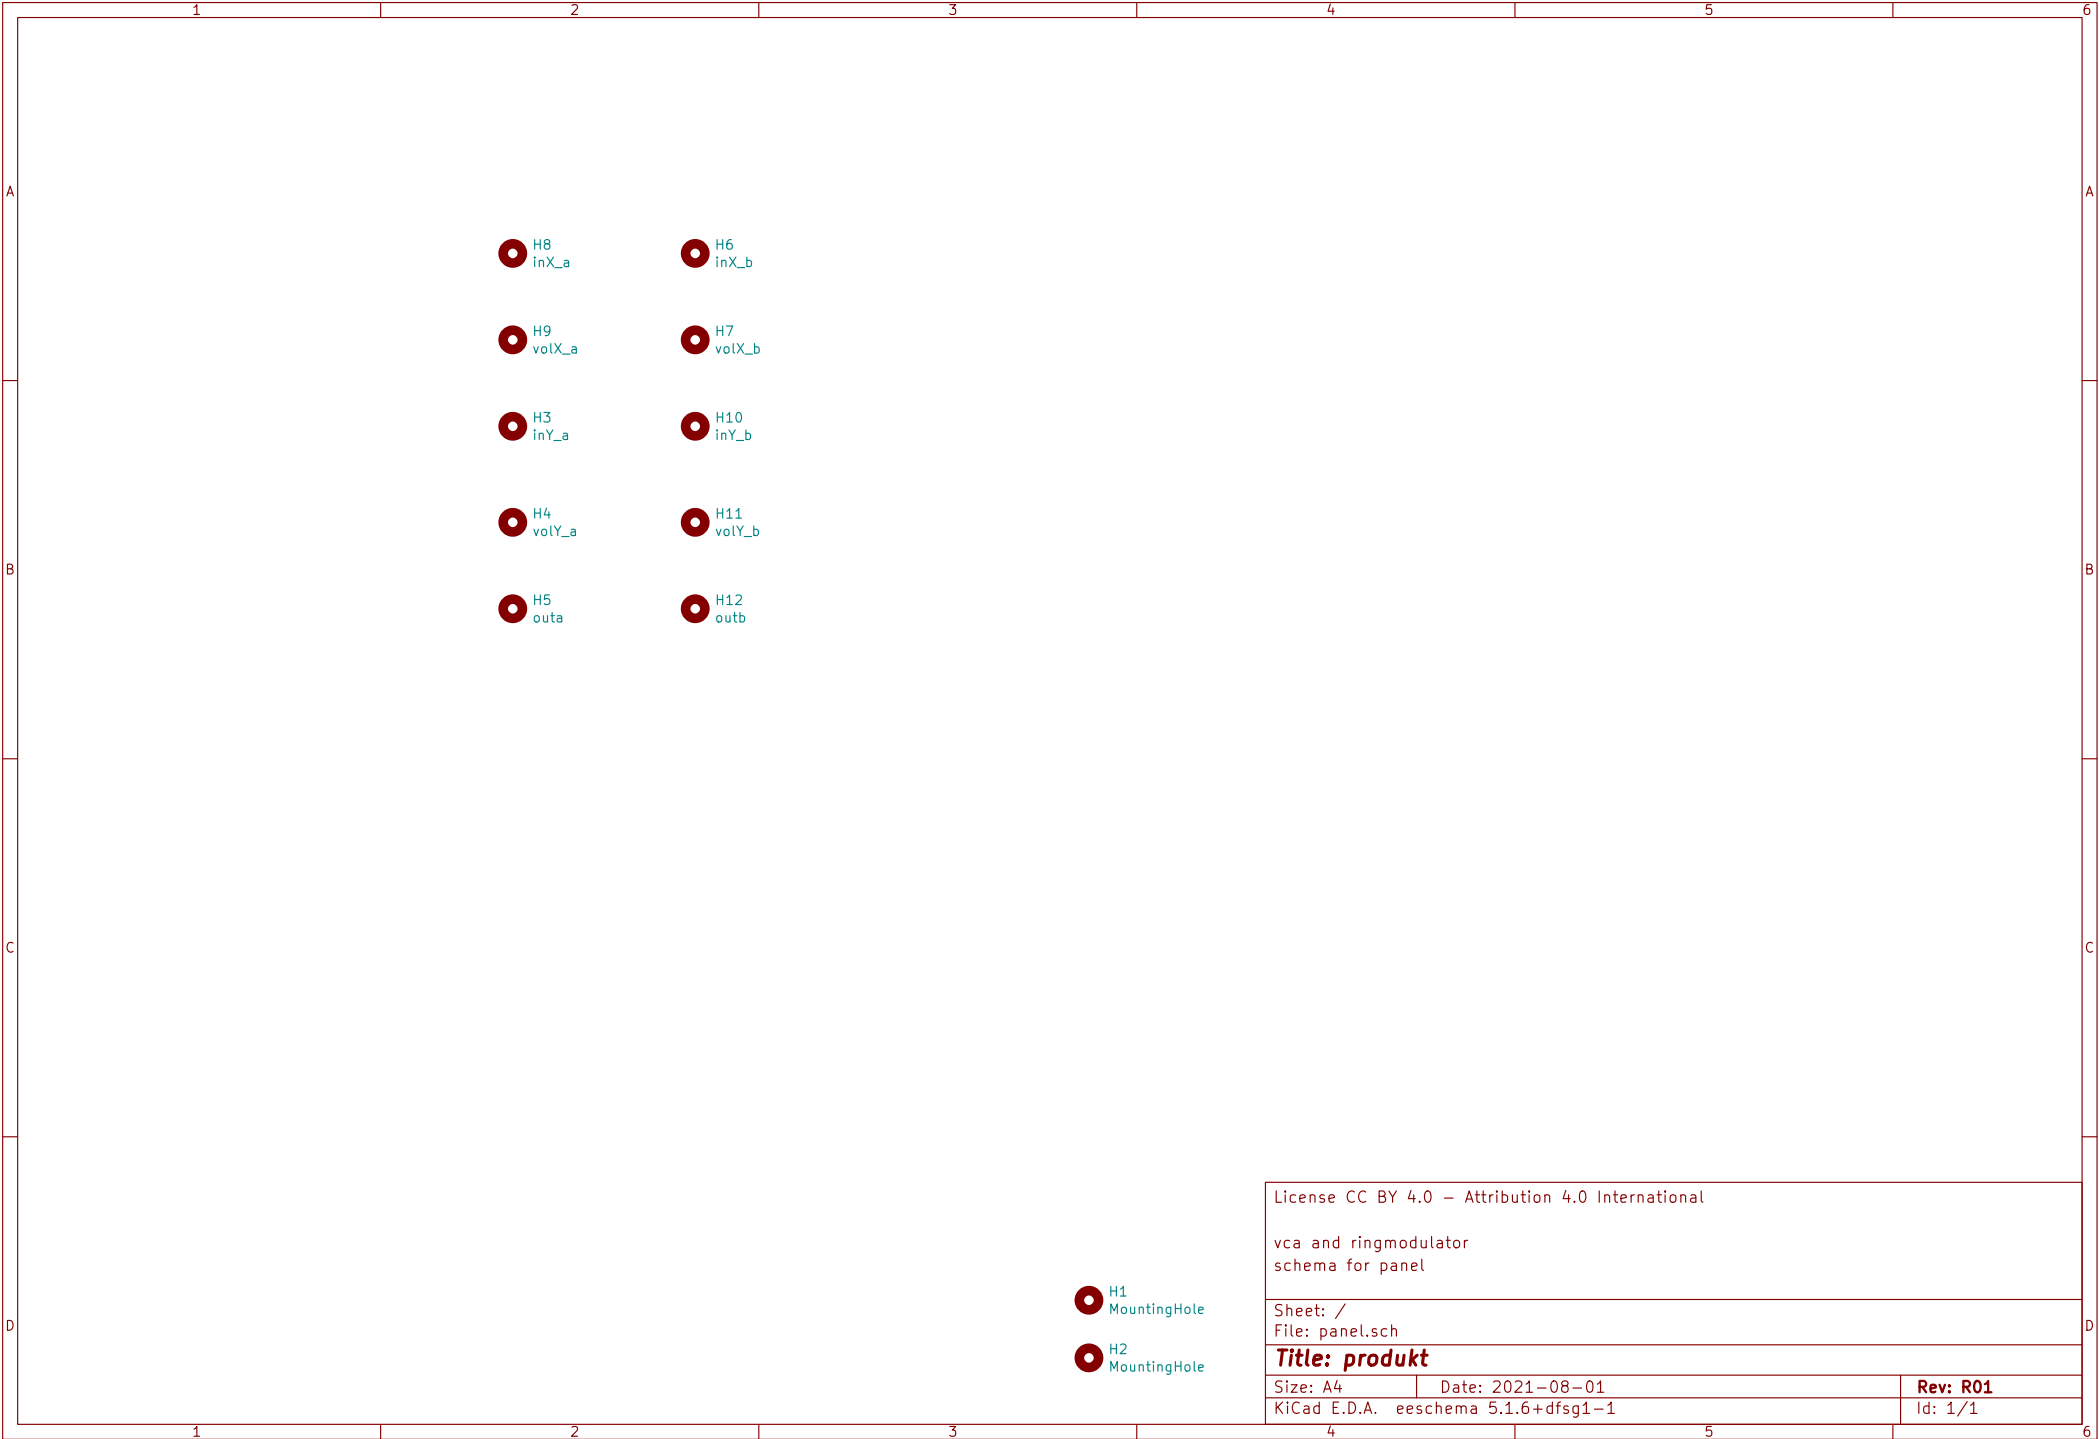 1 2 3 4 5 6
A A
H8 H6
inX_a inX_b
H9 H7
volX_a volX_b
H3 H10
inY_a inY_b
H4 H11
volY_a volY_b
B B
H5 H12
outa outb
C C
License CC BY 4.0 - Attribution 4.0 International
vca and ringmodulator
schema for panel
H1
MountingHole
Sheet: /
File: panel.sch
D D
H2
MountingHole
Title: produkt
Size: A4 Date: 2021-08-01 Rev: R01
KiCad E.D.A. eeschema 5.1.6+dfsg1-1 Id: 1/1
1 2 3 4 5 6